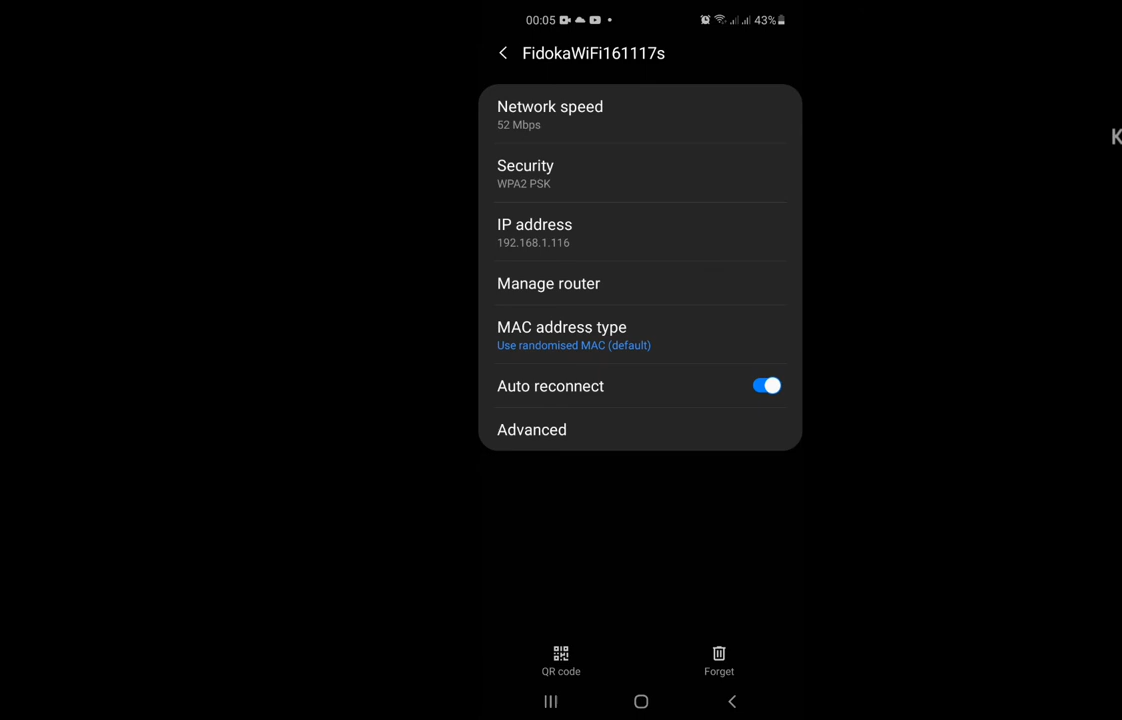 00:05 43%
FidokaWiFi161117s
Network speed
52 Mbps
Security
WPA2 PSK
IP address
192.168.1.116
Manage router
MAC address type
Use randomised MAC (default)
Auto reconnect
Advanced
QR code Forget
K